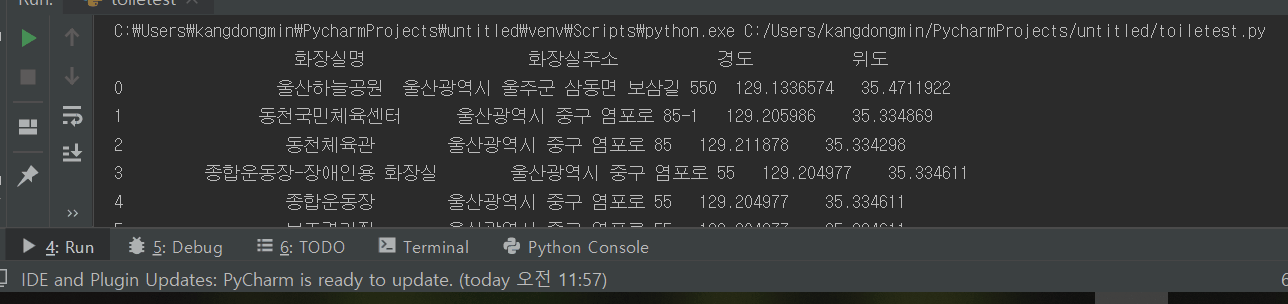 Run: toiletest ×
C:₩Users₩kangdongmin₩PycharmProjects₩untitled₩venv₩Scripts₩python.exe C:/Users/kangdongmin/PycharmProjects/untitled/toiletest.py
화장실명 화장실주소 경도 위도
0 울산하늘공원 울산광역시 울주군 삼동면 보삼길 550 129.1336574 35.4711922
1 동천국민체육센터 울산광역시 중구 염포로 85-1 129.205986 35.334869
2 동천체육관 울산광역시 중구 염포로 85 129.211878 35.334298
3 종합운동장-장애인용 화장실 울산광역시 중구 염포로 55 129.204977 35.334611
4 종합운동장 울산광역시 중구 염포로 55 129.204977 35.334611
4: Run 5: Debug 6: TODO Terminal Python Console
IDE and Plugin Updates: PyCharm is ready to update. (today 오전 11:57)